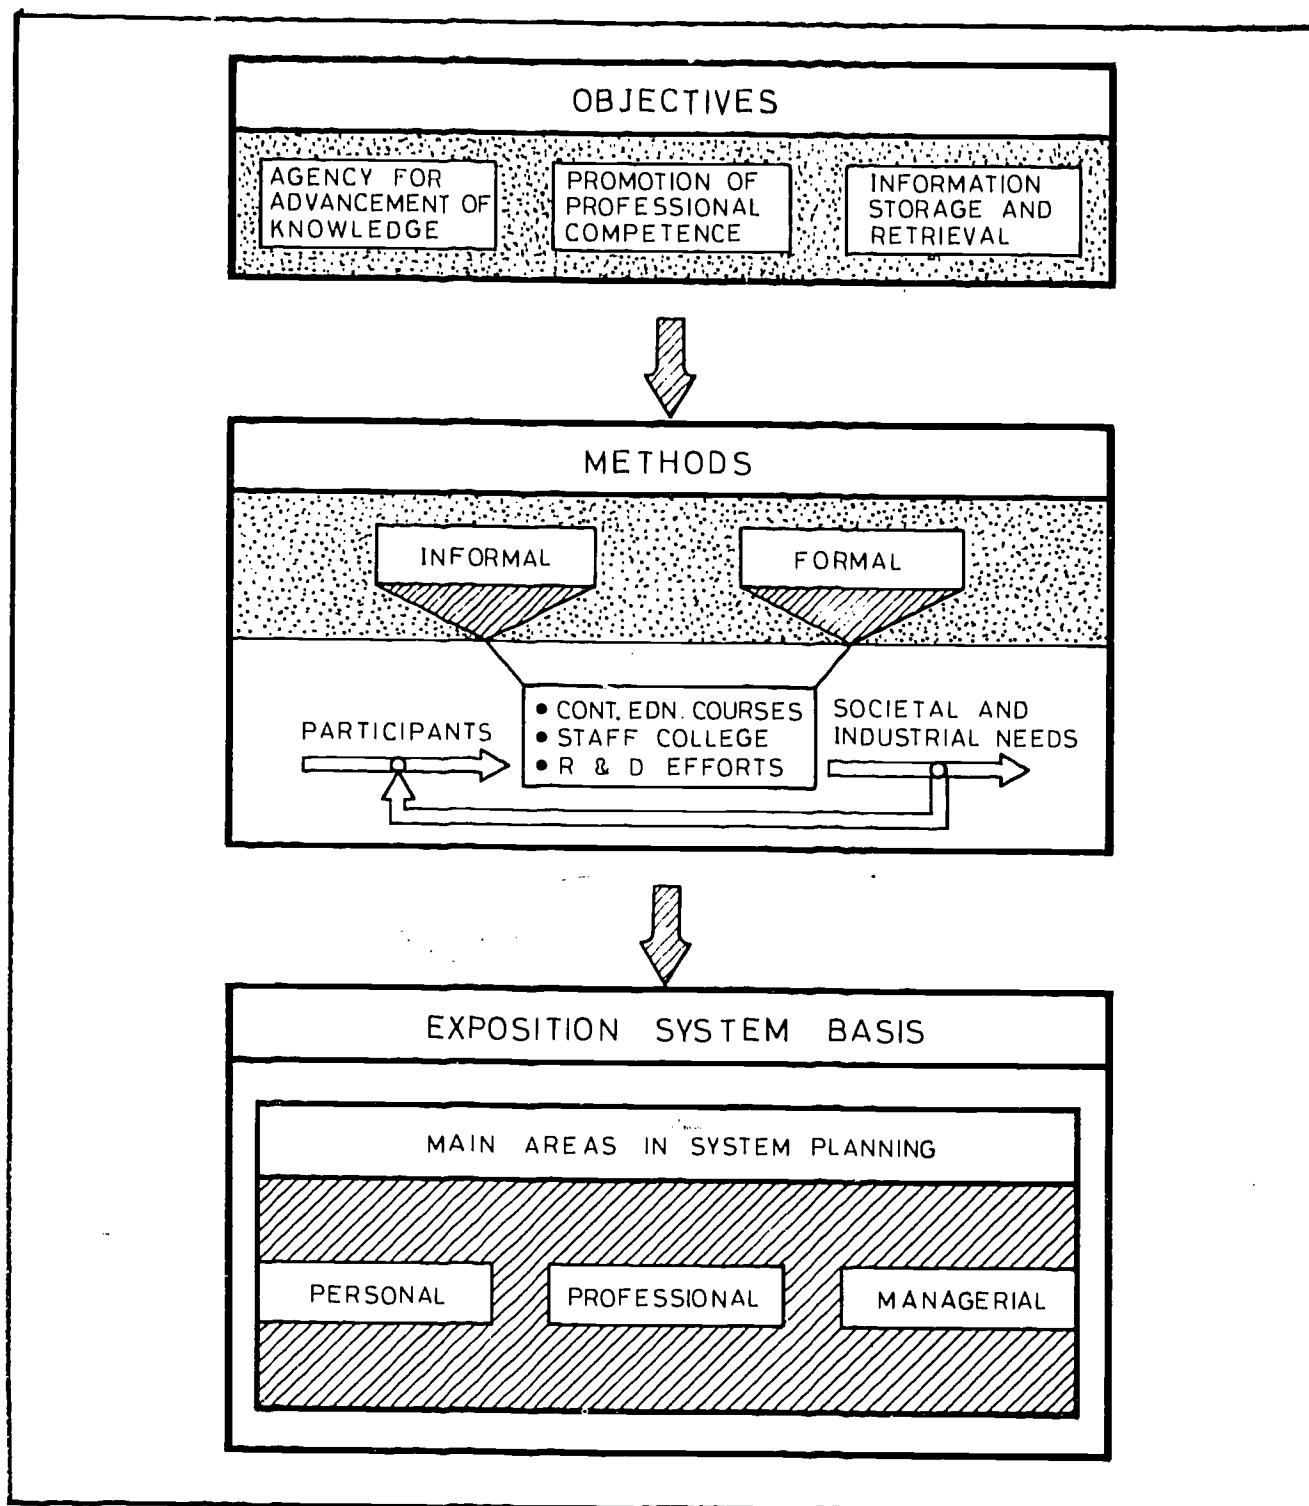 OBJECTIVES
AGENCY FOR
ADVANCEMENT OF
KNOWLEDGE
PROMOTION OF
PROFESSIONAL
COMPETENCE
INFORMATION
STORAGE AND
RETRIEVAL
METHODS
INFORMAL
FORMAL
PARTICIPANTS
• CONT. EDN. COURSES
• STAFF COLLEGE
• R & D EFFORTS
SOCIETAL AND
INDUSTRIAL NEEDS
EXPOSITION SYSTEM BASIS
MAIN AREAS IN SYSTEM PLANNING
PERSONAL
PROFESSIONAL
MANAGERIAL